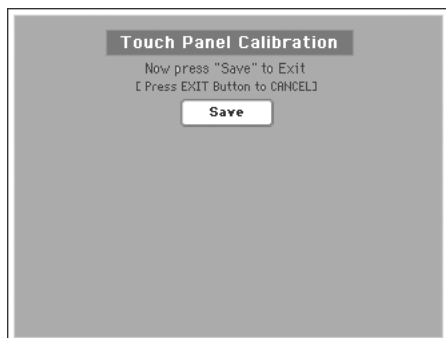 Touch Panel Calibration
Now press "Save" to Exit
[ Press EXIT Button to CANCEL]
Save